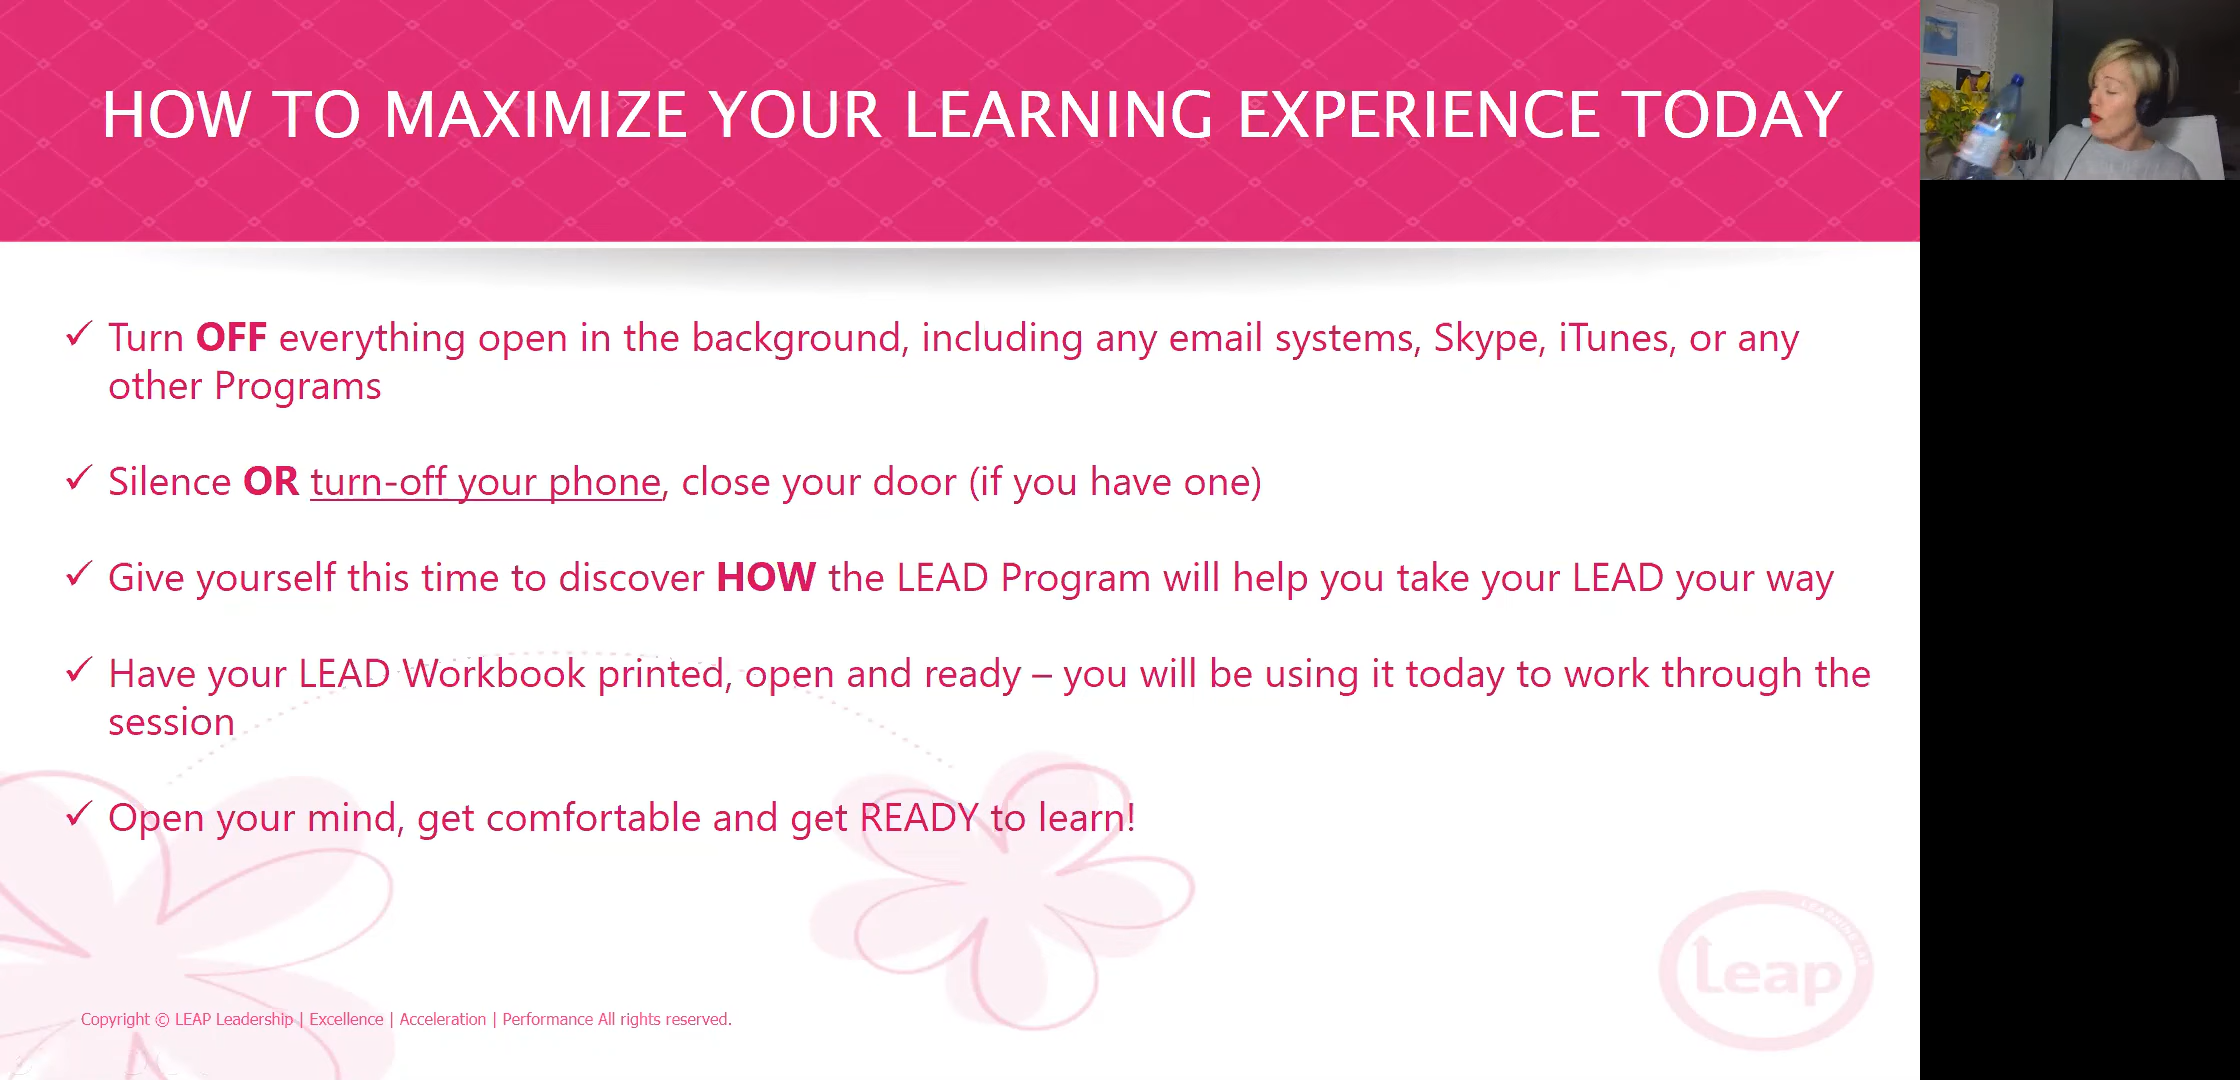 HOW TO MAXIMIZE YOUR LEARNING EXPERIENCE TODAY
✓ Turn OFF everything open in the background, including any email systems, Skype, iTunes, or any
other Programs
✓ Silence OR turn-off your phone, close your door (if you have one)
✓ Give yourself this time to discover HOW the LEAD Program will help you take your LEAD your way
✓ Have your LEAD Workbook printed, open and ready – you will be using it today to work through the
session
✓ Open your mind, get comfortable and get READY to learn!
Leap
Copyright © LEAP Leadership | Excellence | Acceleration | Performance All rights reserved.